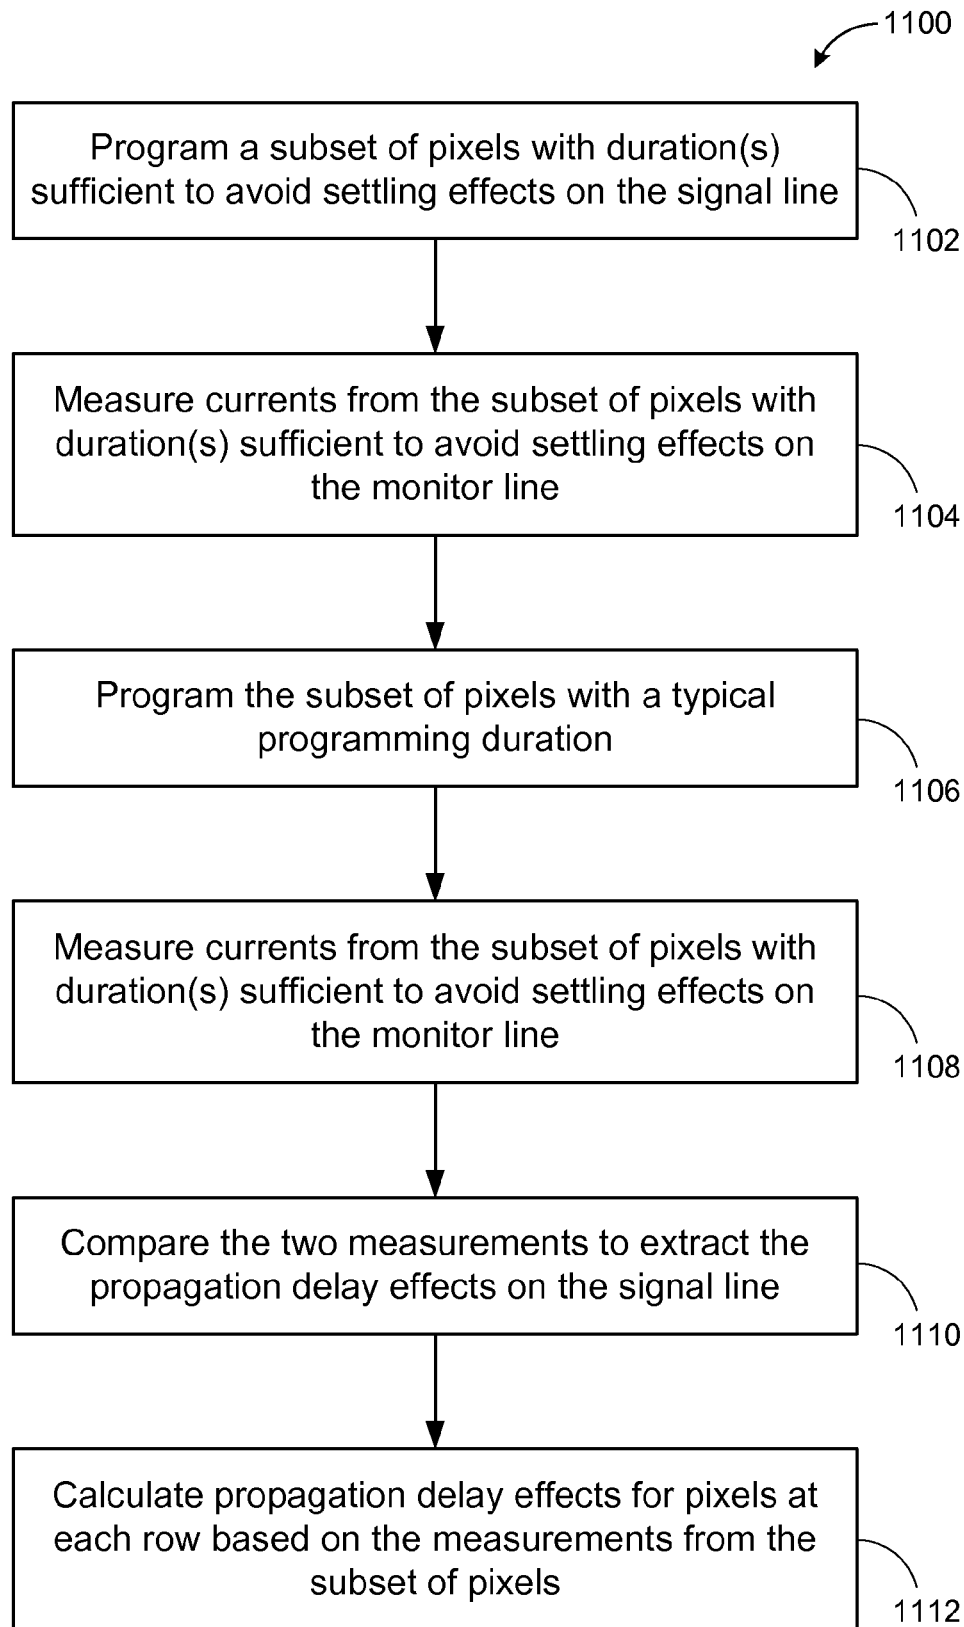 1100
Program a subset of pixels with duration(s)
sufficient to avoid settling effects on the signal line
1102
Measure currents from the subset of pixels with
duration(s) sufficient to avoid settling effects on
the monitor line
1104
Program the subset of pixels with a typical
programming duration
1106
Measure currents from the subset of pixels with
duration(s) sufficient to avoid settling effects on
the monitor line
1108
Compare the two measurements to extract the
propagation delay effects on the signal line
1110
Calculate propagation delay effects for pixels at
each row based on the measurements from the
subset of pixels
1112